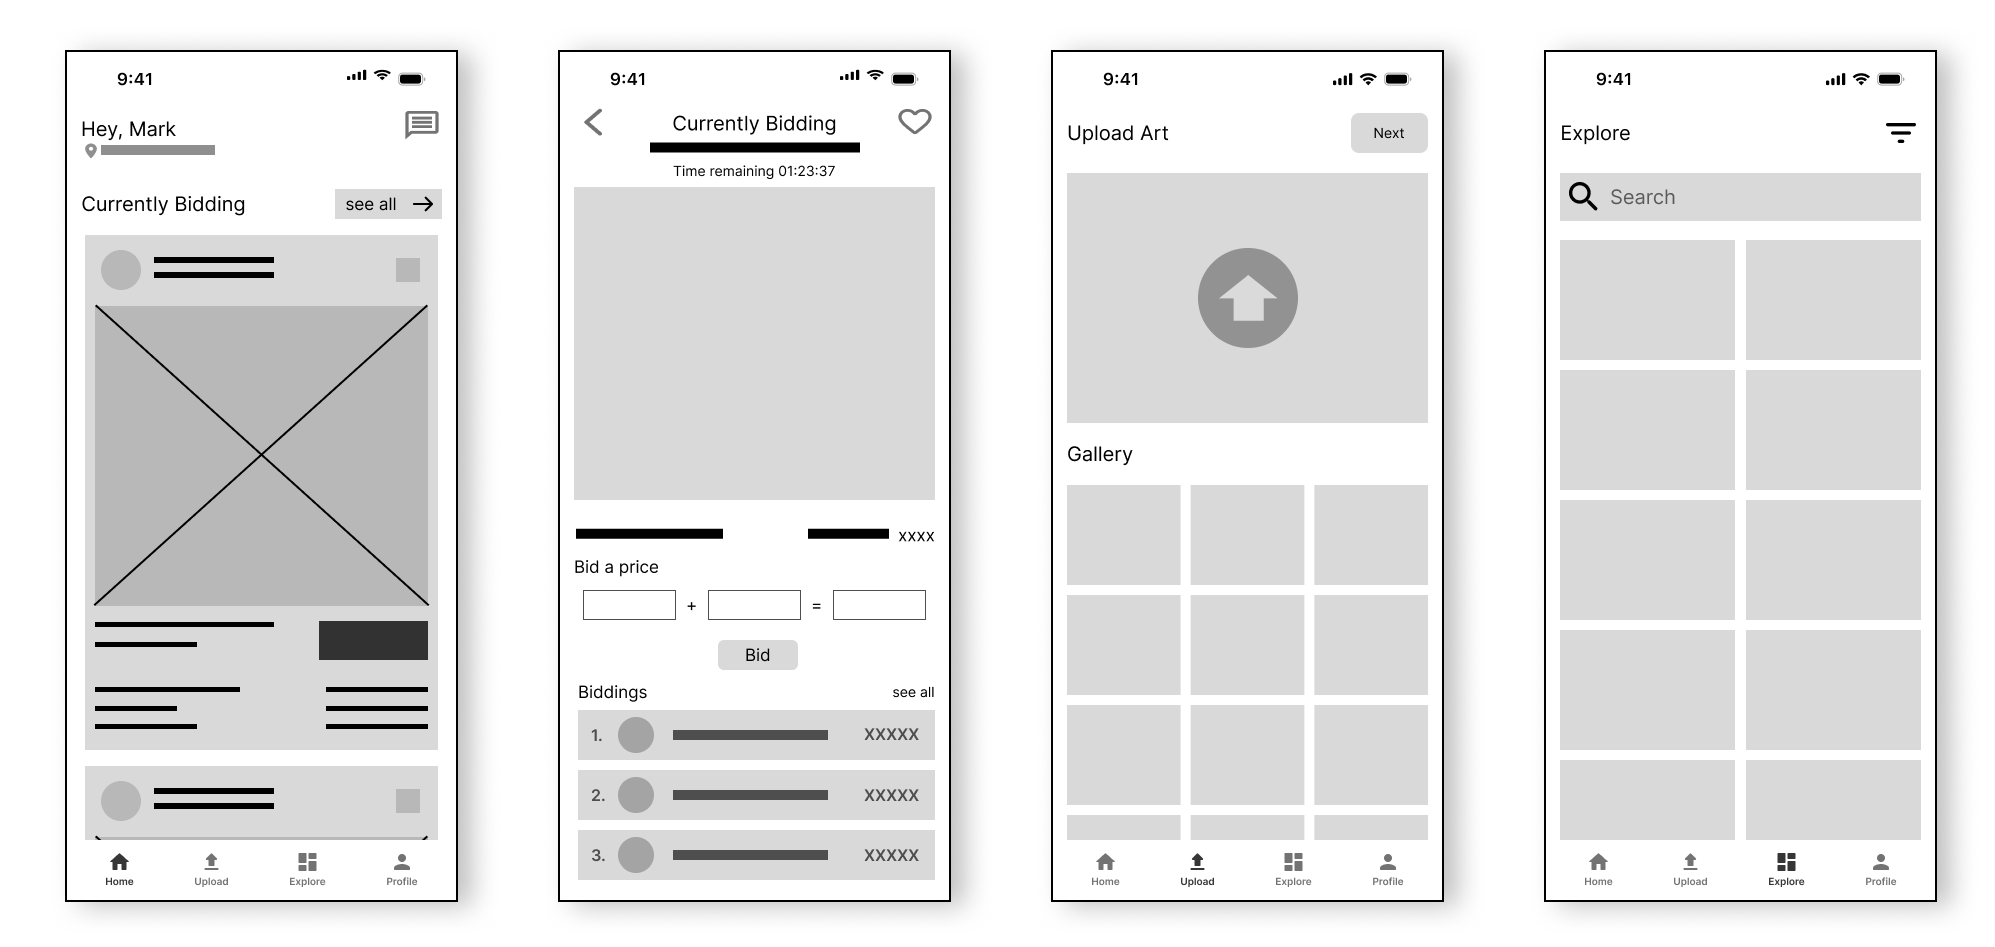 9:41
Hey, Mark
Currently Bidding
see all
Home Upload Explore Profile
9:41
Currently Bidding
Time remaining 01:23:37
xxxx
Bid a price
+ =
Bid
Biddings see all
1. XXXXX
2. XXXXX
3. XXXXX
9:41
Upload Art
Next
Gallery
Home Upload Explore Profile
9:41
Explore
Search
Home Upload Explore Profile